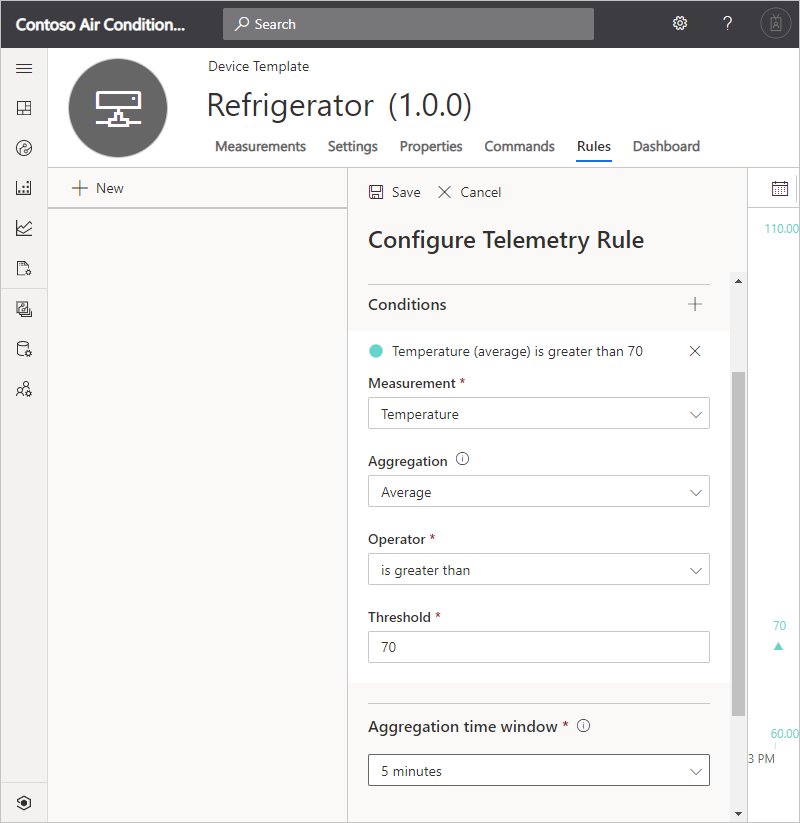 Contoso Air Condition...
Search
?
Device Template
Refrigerator (1.0.0)
Measurements Settings Properties Commands Rules Dashboard
New
Save Cancel
Configure Telemetry Rule
110.00
Conditions
Temperature (average) is greater than 70
Measurement *
Temperature
Aggregation
Average
Operator *
is greater than
Threshold *
70
70
Aggregation time window *
60.00
3 PM
5 minutes